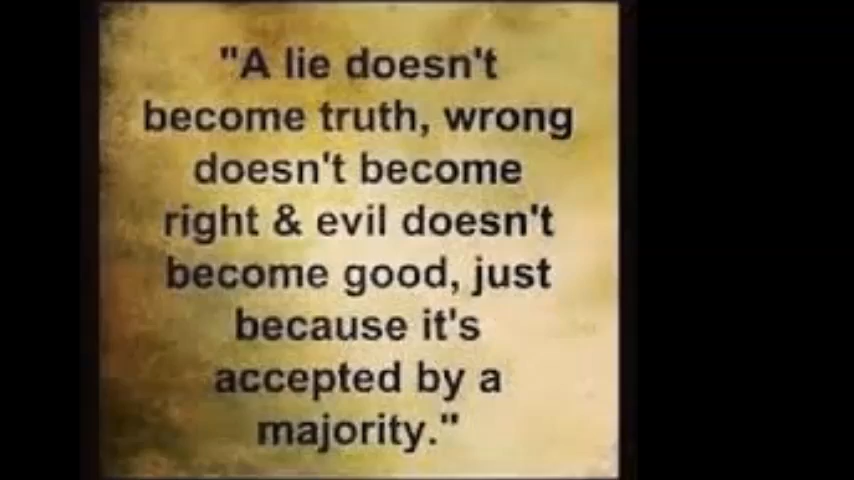 "A lie doesn't
become truth, wrong
doesn't become
right & evil doesn't
become good, just
because it's
accepted by a
majority."